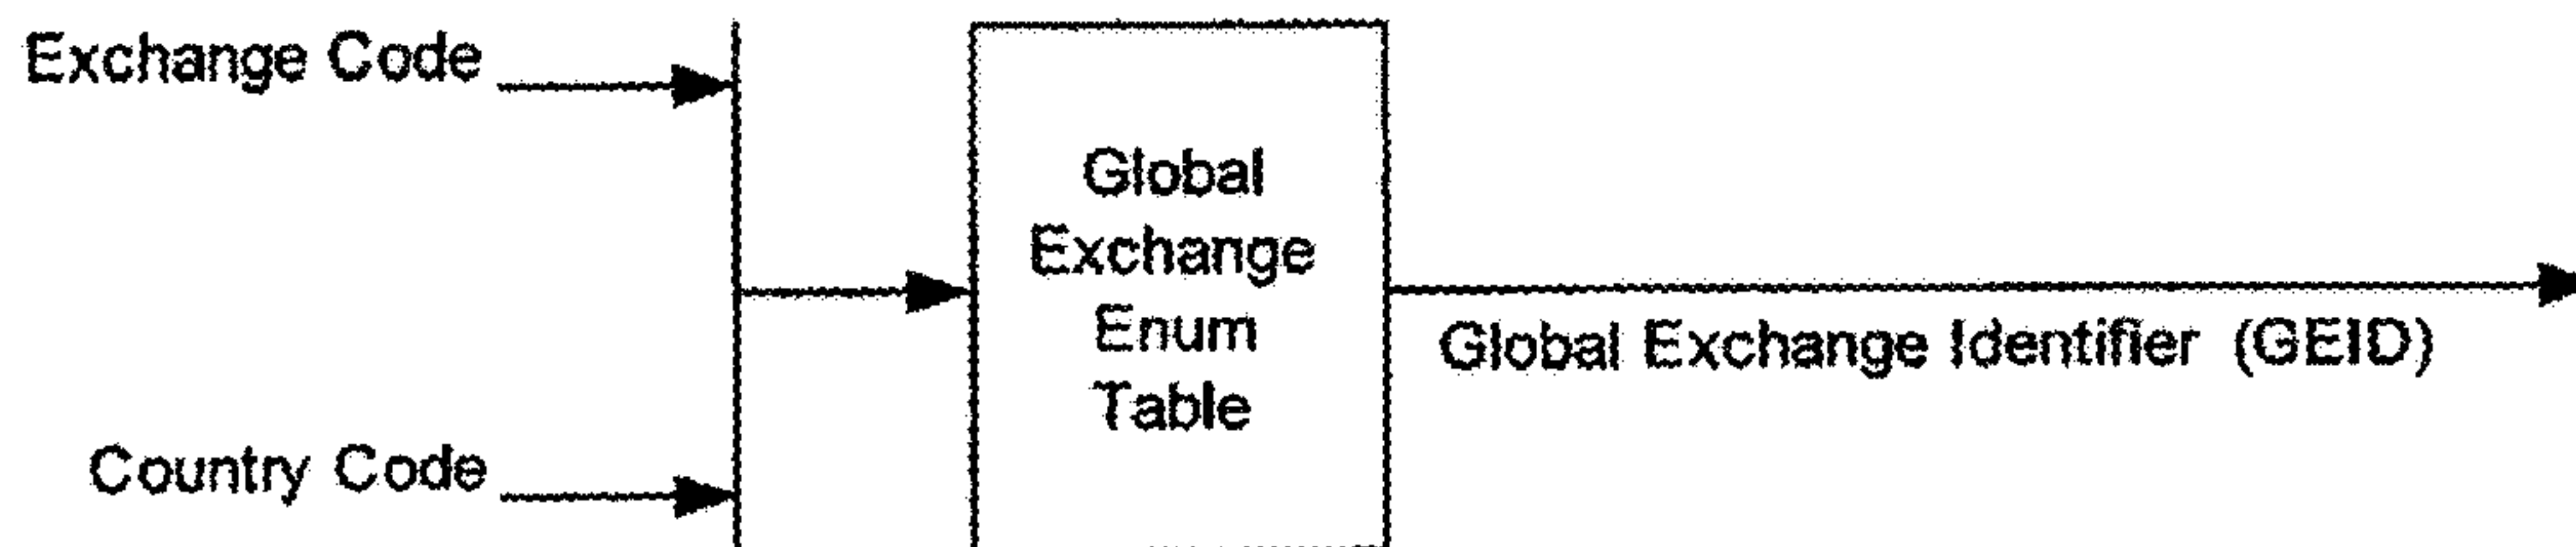 Exchange Code
Global
Exchange
Enum
Table
Global Exchange Identifier (GEID)
Country Code